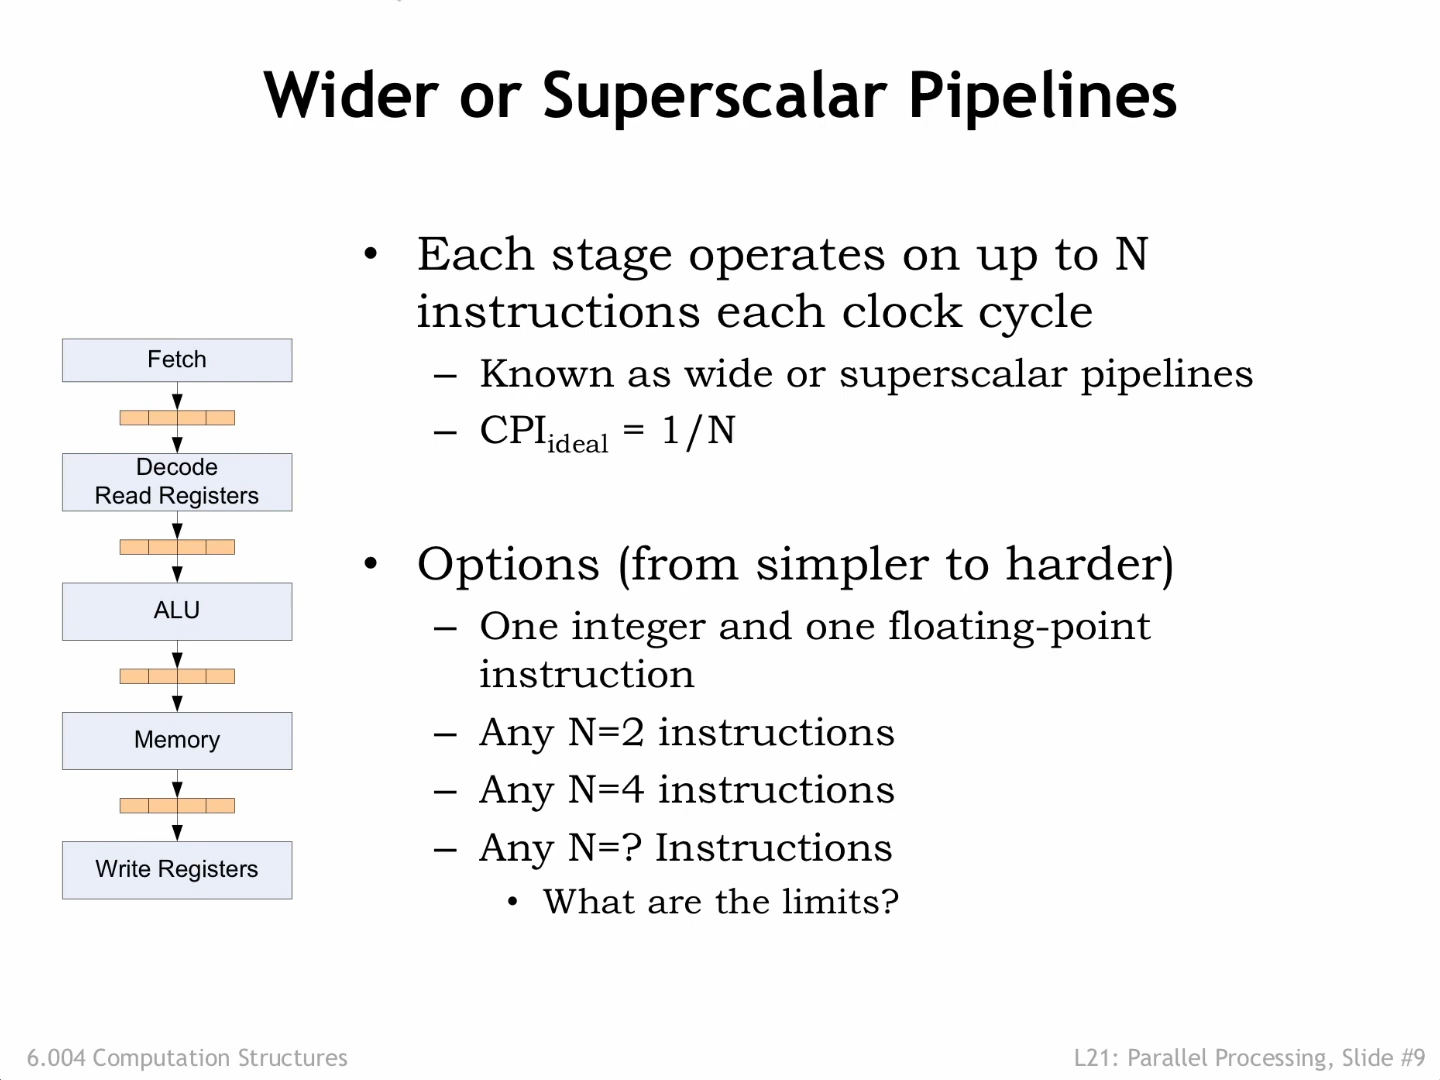 Wider or Superscalar Pipelines
Fetch
Decode
Read Registers
ALU
Memory
Write Registers
• Each stage operates on up to N
instructions each clock cycle
– Known as wide or superscalar pipelines
– CPIideal = 1/N
• Options (from simpler to harder)
– One integer and one floating-point
instruction
– Any N=2 instructions
– Any N=4 instructions
– Any N=? Instructions
• What are the limits?
6.004 Computation Structures
L21: Parallel Processing, Slide #9